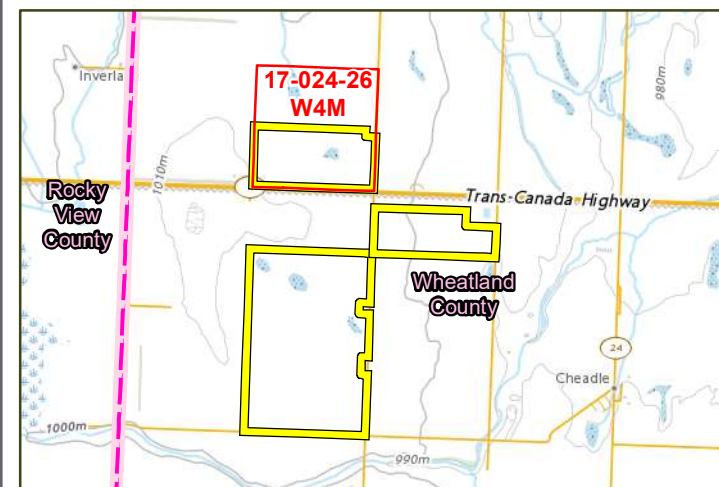 Inverla
17-024-26
W4M
980m
1010m
Rocky
View
County
Trans-Canada-Highway
Wheatland
County
24
Cheadle
1000m
990m